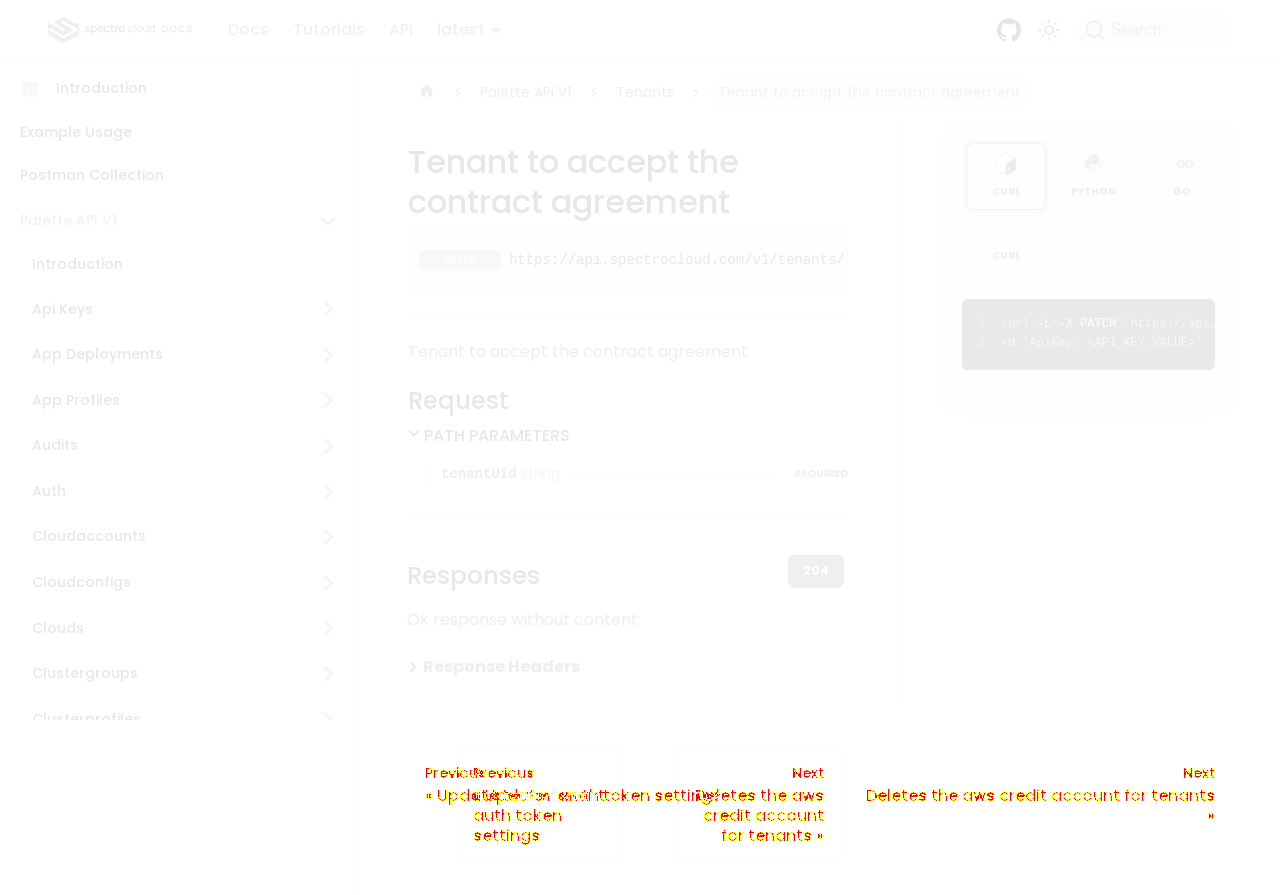 spectro cloud DOCS Docs Tutorials API latest Search
Introduction
Example Usage
Postman Collection
Palette API V1
Introduction
Api Keys
App Deployments
App Profiles
Audits
Auth
Cloudaccounts
Cloudconfigs
Clouds
Clustergroups
Clusterprofiles
Palette API V1 Tenants Tenant to accept the contract agreement
Tenant to accept the
contract agreement
PATCH https://api.spectrocloud.com/v1/tenants/
Tenant to accept the contract agreement
Request
PATH PARAMETERS
tenantUid string REQUIRED
Responses 204
Ok response without content
Response Headers
CURL PYTHON GO
CURL
1 curl -L -X PATCH 'https://api.
2 -H 'ApiKey: <API_KEY_VALUE>'
Previous Previous Next Next
auth token settings Deletes the aws Deletes the aws credit account for tenants
auth token credit account »
settings for tenants »